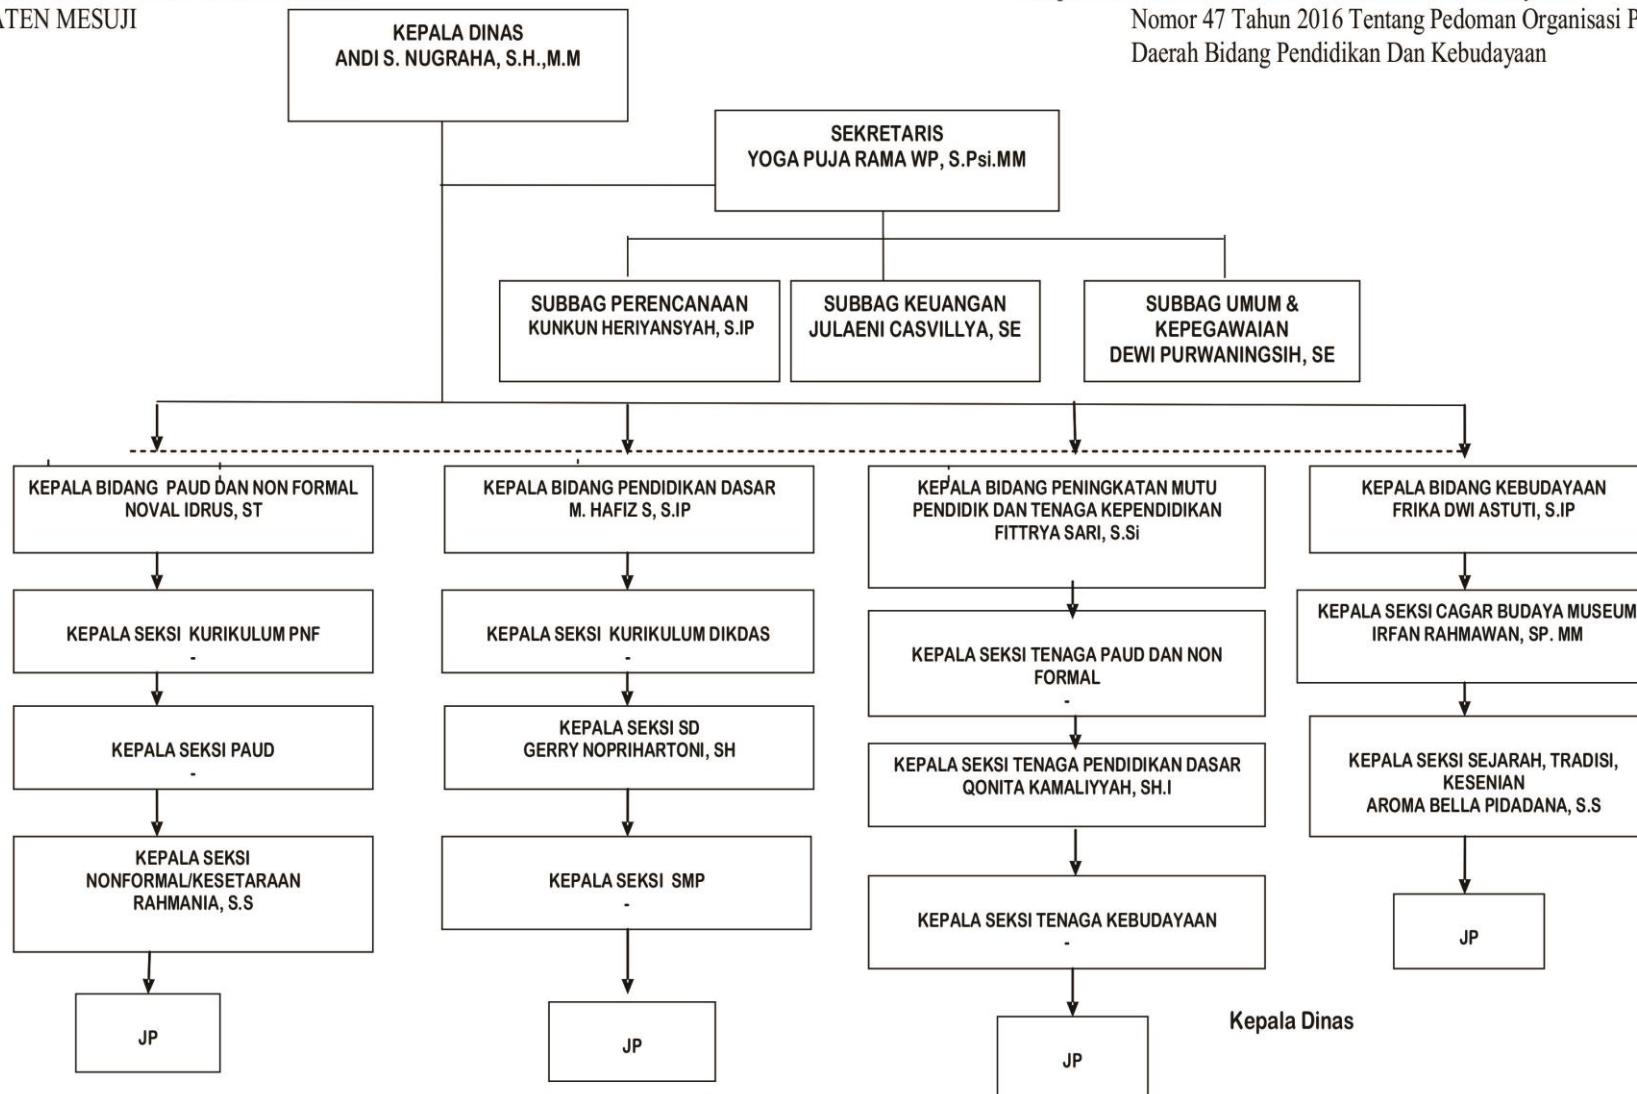 ATEN MESUJI
Nomor 47 Tahun 2016 Tentang Pedoman Organisasi P
Daerah Bidang Pendidikan Dan Kebudayaan
KEPALA DINAS
ANDI S. NUGRAHA, S.H.,M.M
SEKRETARIS
YOGA PUJA RAMA WP, S.Psi.MM
SUBBAG PERENCANAAN
KUNKUN HERIYANSYAH, S.IP
SUBBAG KEUANGAN
JULAENI CASVILLYA, SE
SUBBAG UMUM &
KEPEGAWAIAN
DEWI PURWANINGSIH, SE
KEPALA BIDANG PAUD DAN NON FORMAL
NOVAL IDRUS, ST
KEPALA SEKSI KURIKULUM PNF
-
KEPALA SEKSI PAUD
-
KEPALA SEKSI
NONFORMAL/KESETARAAN
RAHMANIA, S.S
JP
KEPALA BIDANG PENDIDIKAN DASAR
M. HAFIZ S, S.IP
KEPALA SEKSI KURIKULUM DIKDAS
-
KEPALA SEKSI SD
GERRY NOPRIHARTONI, SH
KEPALA SEKSI SMP
-
JP
KEPALA BIDANG PENINGKATAN MUTU
PENDIDIK DAN TENAGA KEPENDIDIKAN
FITTRYA SARI, S.Si
KEPALA SEKSI TENAGA PAUD DAN NON
FORMAL
-
KEPALA SEKSI TENAGA PENDIDIKAN DASAR
QONITA KAMALIYYAH, SH.I
KEPALA SEKSI TENAGA KEBUDAYAAN
-
JP
KEPALA BIDANG KEBUDAYAAN
FRIKA DWI ASTUTI, S.IP
KEPALA SEKSI CAGAR BUDAYA MUSEUM
IRFAN RAHMAWAN, SP. MM
KEPALA SEKSI SEJARAH, TRADISI,
KESENIAN
AROMA BELLA PIDADANA, S.S
JP
Kepala Dinas